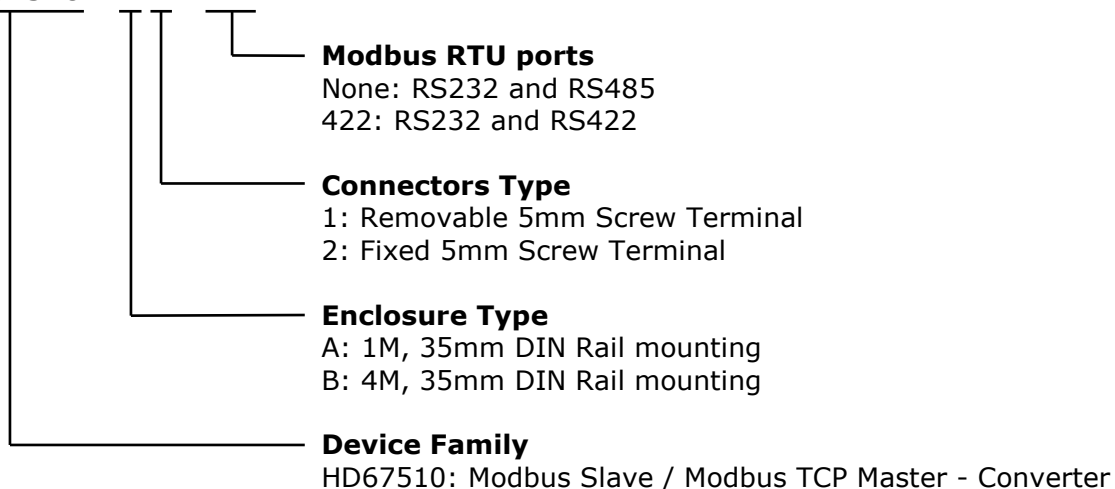 Modbus RTU ports
None: RS232 and RS485
422: RS232 and RS422
Connectors Type
1: Removable 5mm Screw Terminal
2: Fixed 5mm Screw Terminal
Enclosure Type
A: 1M, 35mm DIN Rail mounting
B: 4M, 35mm DIN Rail mounting
Device Family
HD67510: Modbus Slave / Modbus TCP Master - Converter